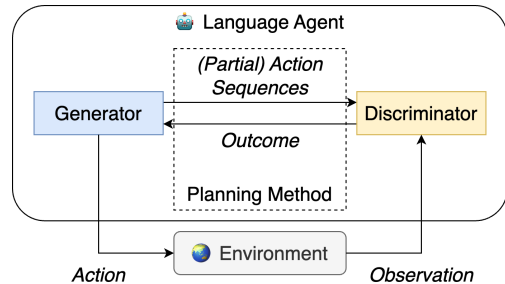 Language Agent
(Partial) Action
Sequences
Generator
Discriminator
Outcome
Planning Method
Environment
Action
Observation